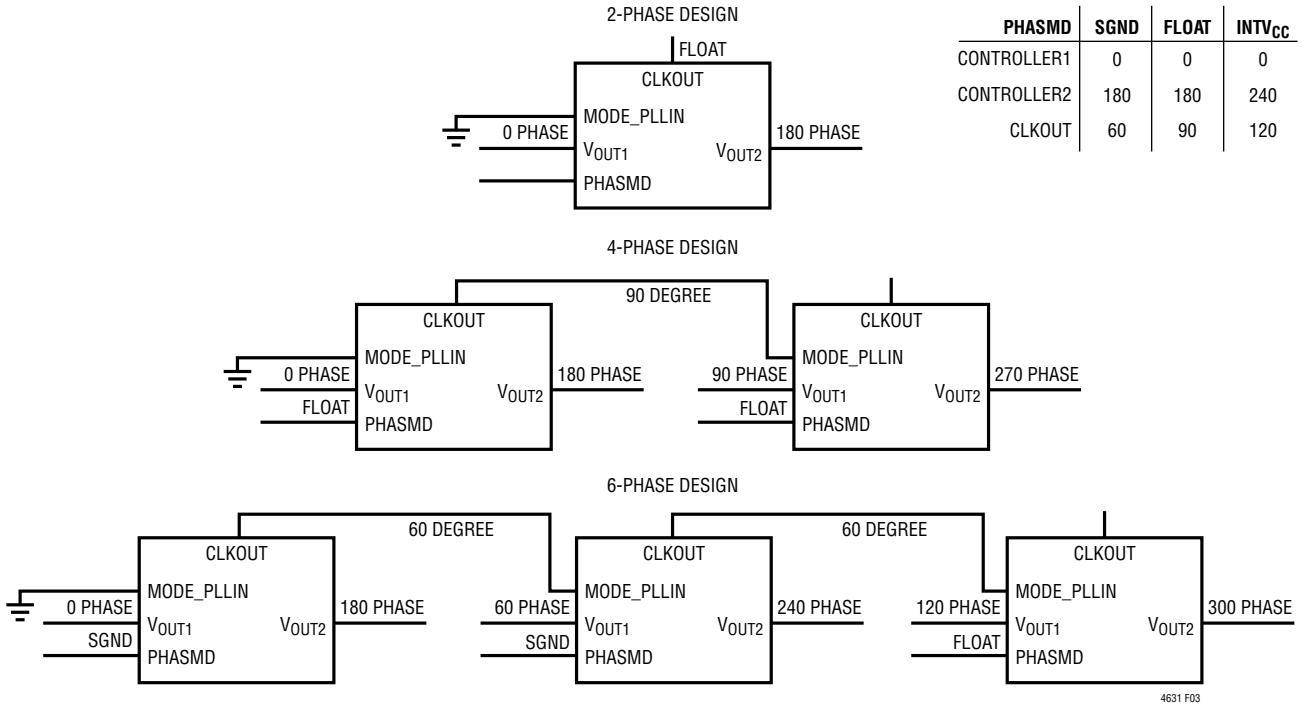 2-PHASE DESIGN
PHASMD SGND FLOAT INTVCC
CONTROLLER1 0 0 0
CONTROLLER2 180 180 240
CLKOUT 60 90 120
FLOAT
CLKOUT
MODE_PLLIN
0 PHASE
VOUT1
VOUT2
180 PHASE
PHASMD
4-PHASE DESIGN
90 DEGREE
CLKOUT
MODE_PLLIN
0 PHASE
VOUT1
VOUT2
180 PHASE
FLOAT
PHASMD
CLKOUT
MODE_PLLIN
90 PHASE
VOUT1
VOUT2
270 PHASE
FLOAT
PHASMD
6-PHASE DESIGN
60 DEGREE
60 DEGREE
CLKOUT
MODE_PLLIN
0 PHASE
VOUT1
VOUT2
180 PHASE
SGND
PHASMD
CLKOUT
MODE_PLLIN
60 PHASE
VOUT1
VOUT2
240 PHASE
SGND
PHASMD
CLKOUT
MODE_PLLIN
120 PHASE
VOUT1
VOUT2
300 PHASE
FLOAT
PHASMD
4631 F03